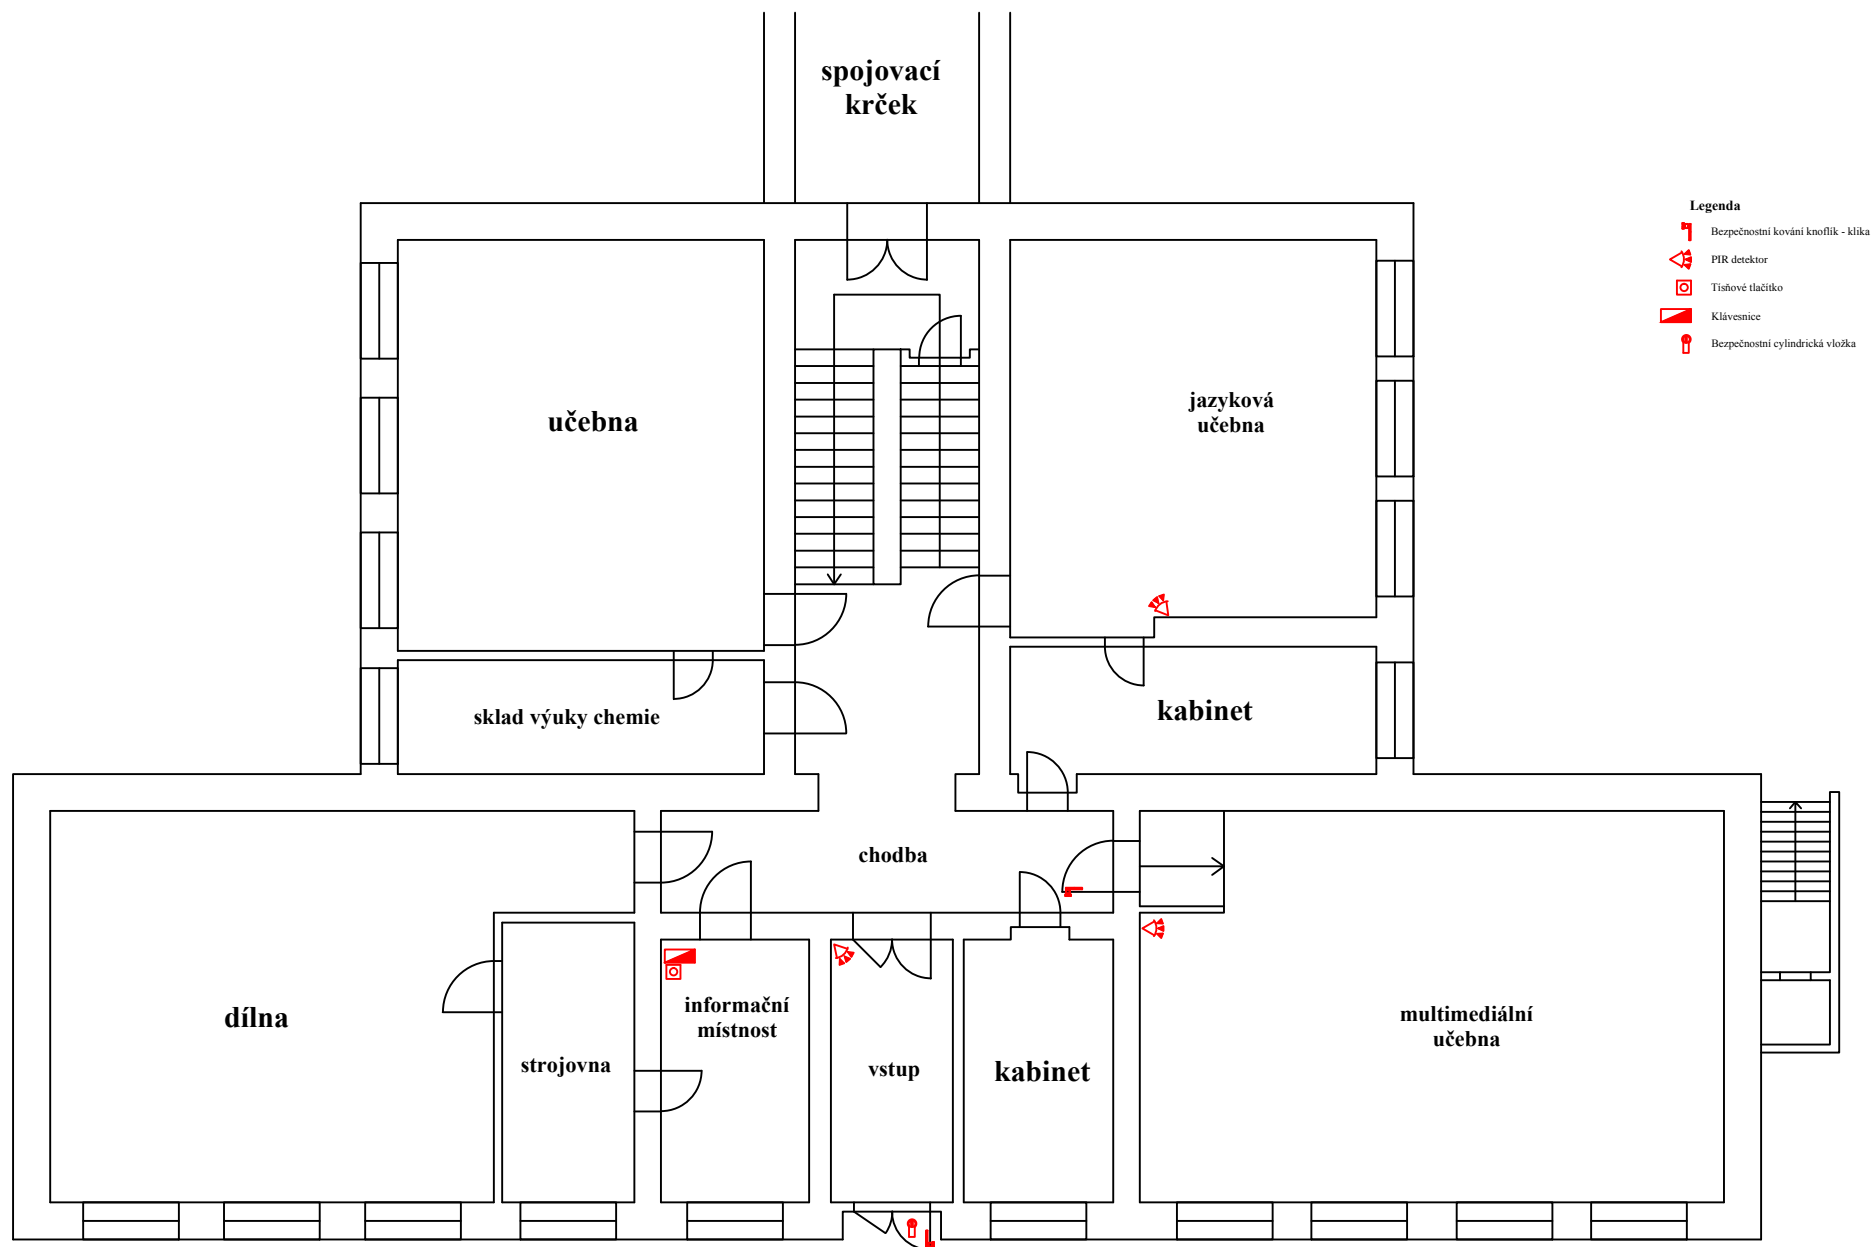 spojovací
krček
Legenda
Bezpečnostní kování knoflík - klika
PIR detektor
Tísňové tlačítko
Klávesnice
Bezpečnostní cylindrická vložka
učebna
jazyková
učebna
sklad výuky chemie
kabinet
chodba
dílna
strojovna
informační
místnost
vstup
kabinet
multimediální
učebna